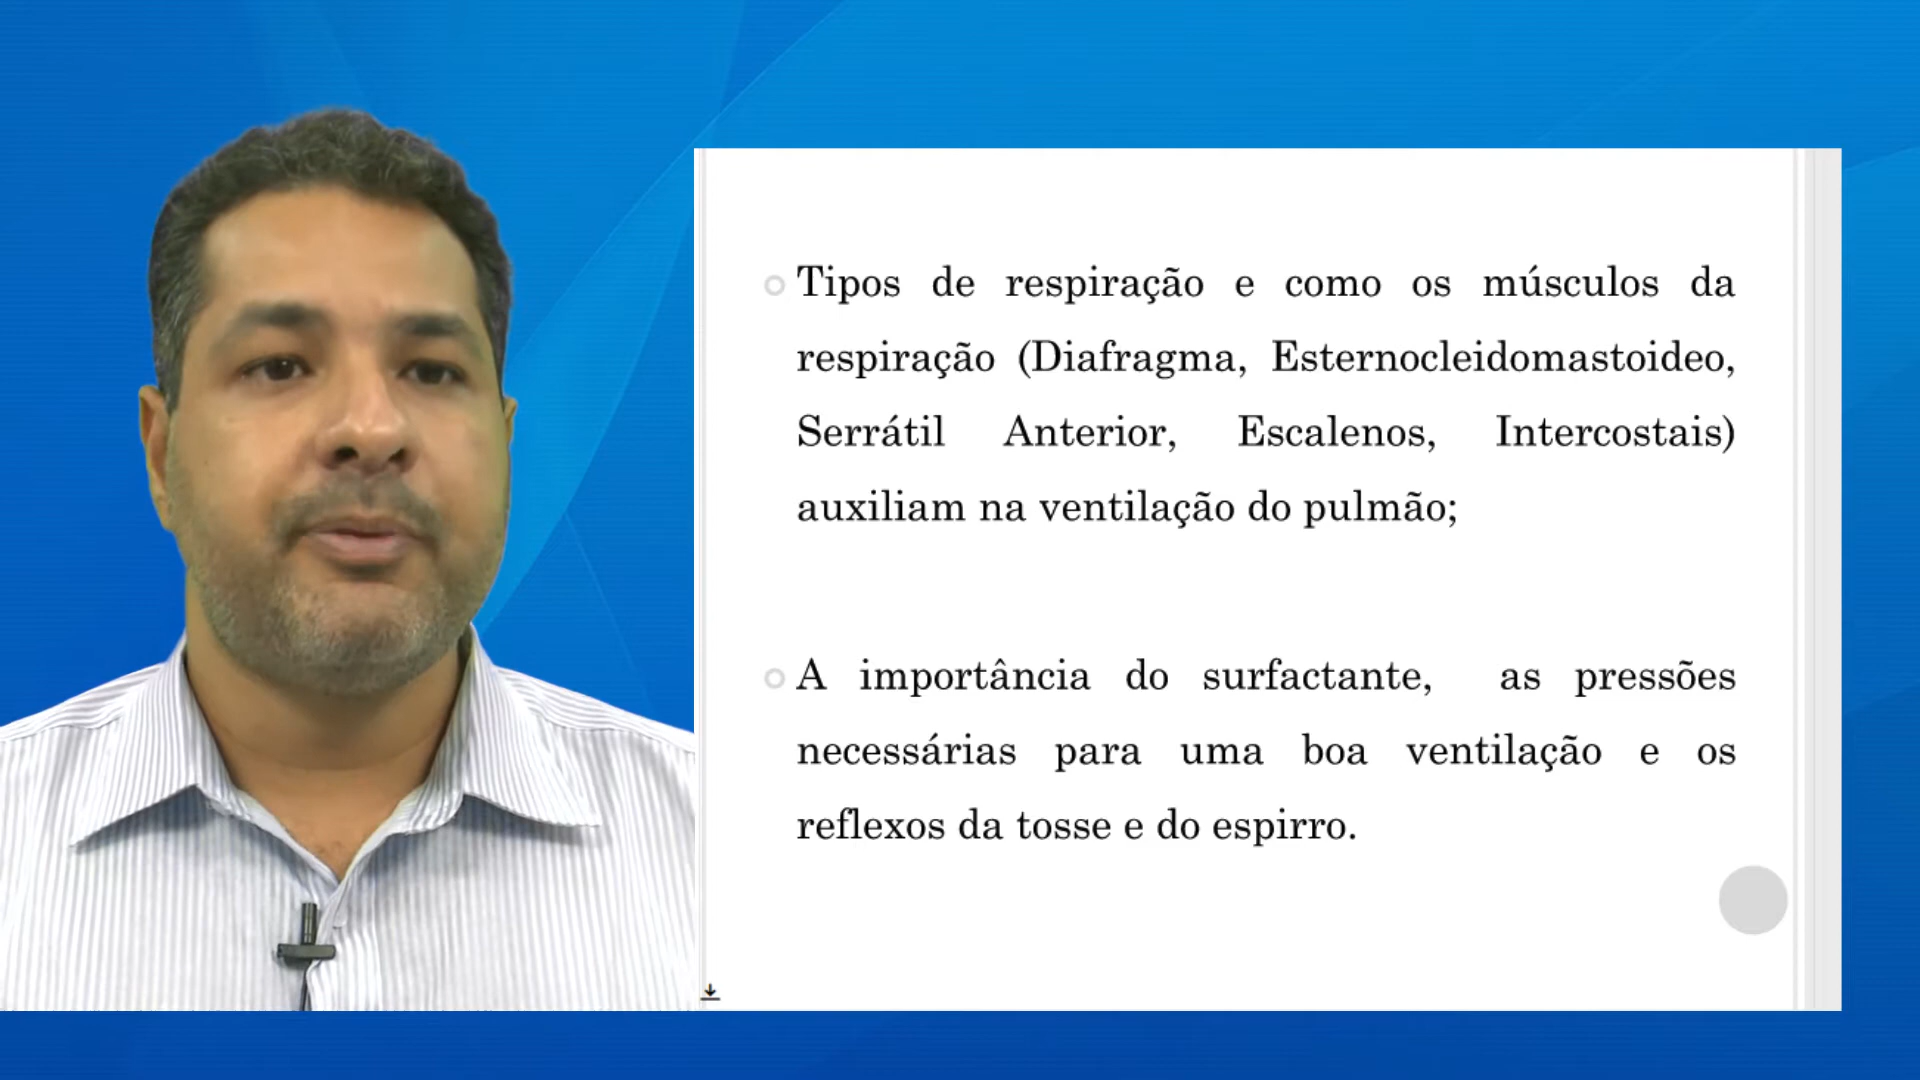 Tipos de respiração e como os músculos da
respiração (Diafragma, Esternocleidomastoideo,
Serrátil Anterior, Escalenos, Intercostais)
auxiliam na ventilação do pulmão;
A importância do surfactante, as pressões
necessárias para uma boa ventilação e os
reflexos da tosse e do espirro.